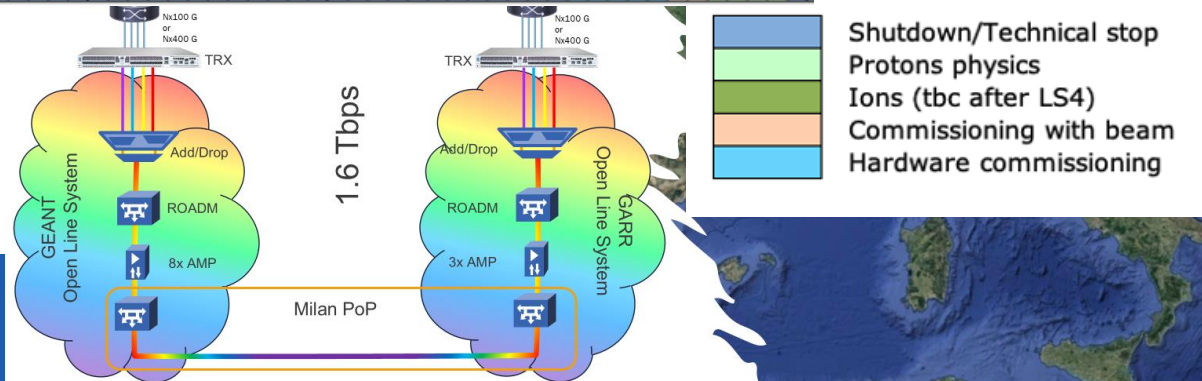 Nx100 G
or
Nx400 G
TRX
Add/Drop
ROADM
8x AMP
GEANT
Open Line System
1.6 Tbps
Nx100 G
or
Nx400 G
TRX
Add/Drop
ROADM
3x AMP
GARR
Open Line System
Milan PoP
Shutdown/Technical stop
Protons physics
Ions (tbc after LS4)
Commissioning with beam
Hardware commissioning